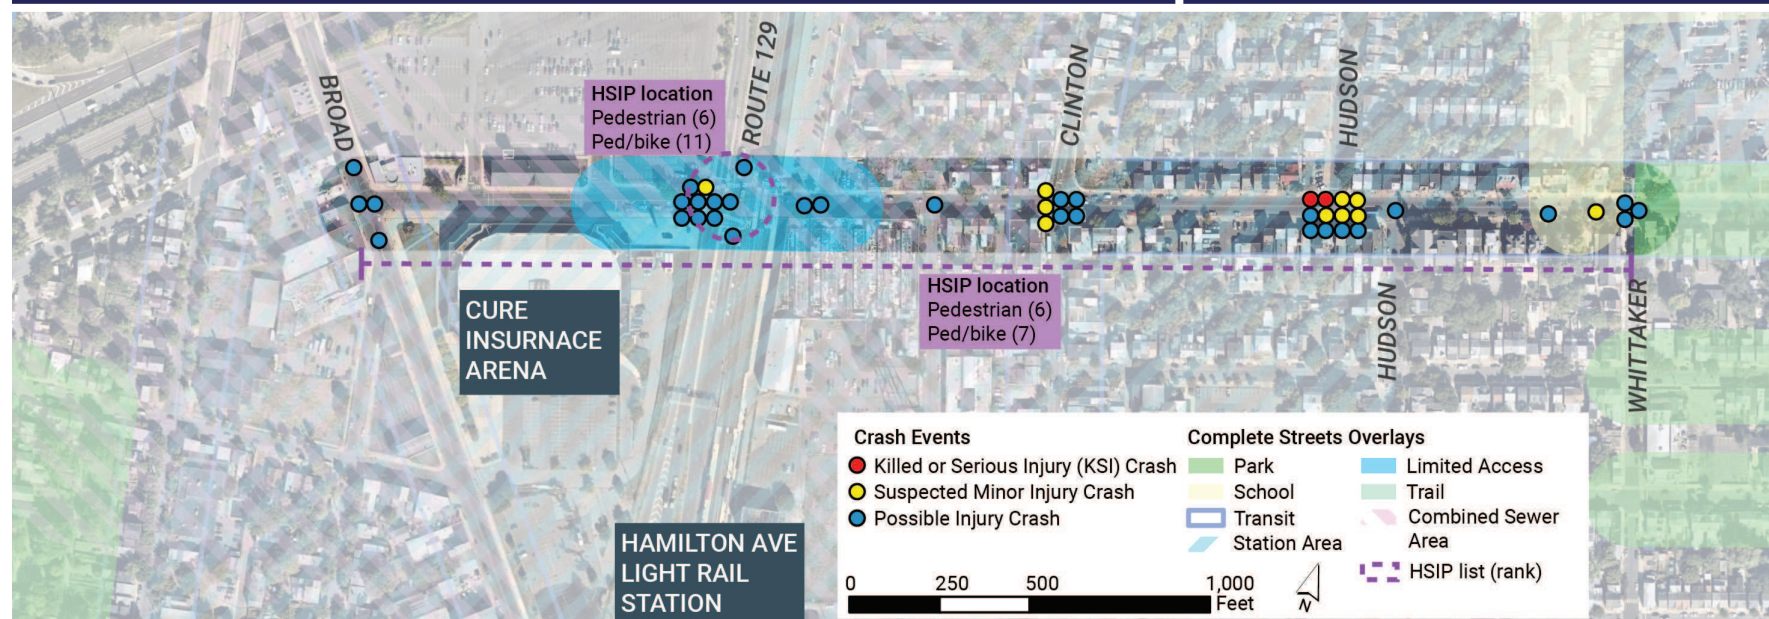 BROAD
ROUTE 129
CLINTON
HUDSON
HSIP location
Pedestrian (6)
Ped/bike (11)
HSIP location
Pedestrian (6)
Ped/bike (7)
HUDSON
WHITTAKER
CURE
INSURNACE
ARENA
HAMILTON AVE
LIGHT RAIL
STATION
Crash Events
Killed or Serious Injury (KSI) Crash
Suspected Minor Injury Crash
Possible Injury Crash
Complete Streets Overlays
Park
School
Transit
Station Area
Limited Access
Trail
Combined Sewer
Area
HSIP list (rank)
0 250 500 1,000
Feet
N